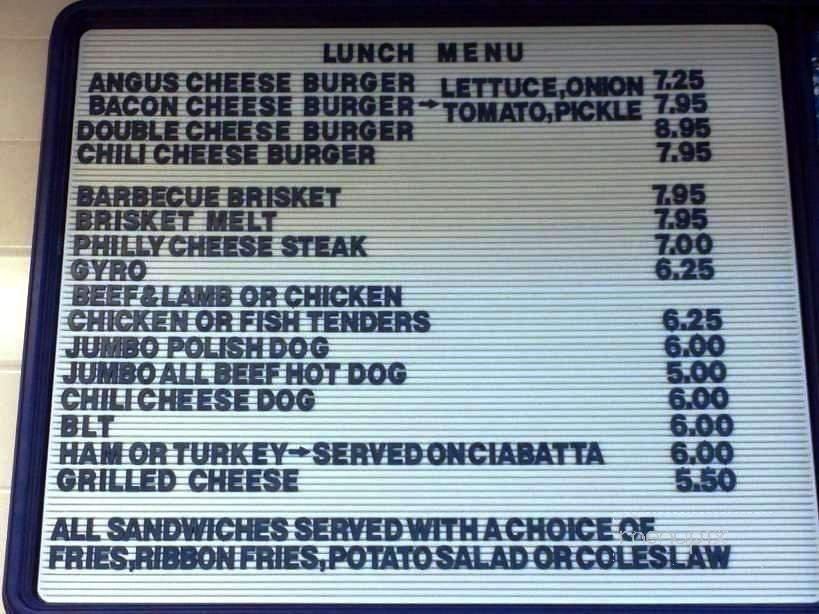 LUNCH MENU
ANGUS CHEESE BURGER LETTUCE,ONION 7.25
BACON CHEESE BURGER → TOMATO,PICKLE 7.95
DOUBLE CHEESE BURGER 8.95
CHILI CHEESE BURGER 7.95
BARBECUE BRISKET 7.95
BRISKET MELT 7.95
PHILLY CHEESE STEAK 7.00
GYRO 6.25
BEEF&LAMB OR CHICKEN
CHICKEN OR FISH TENDERS 6.25
JUMBO POLISH DOG 6.00
JUMBO ALL BEEF HOT DOG 5.00
CHILI CHEESE DOG 6.00
BLT 6.00
HAM OR TURKEY→SERVED ON CIABATTA 6.00
GRILLED CHEESE 5.50
ALL SANDWICHES SERVED WITH A CHOICE OF
FRIES,RIBBON FRIES,POTATO SALAD OR COLESLAW